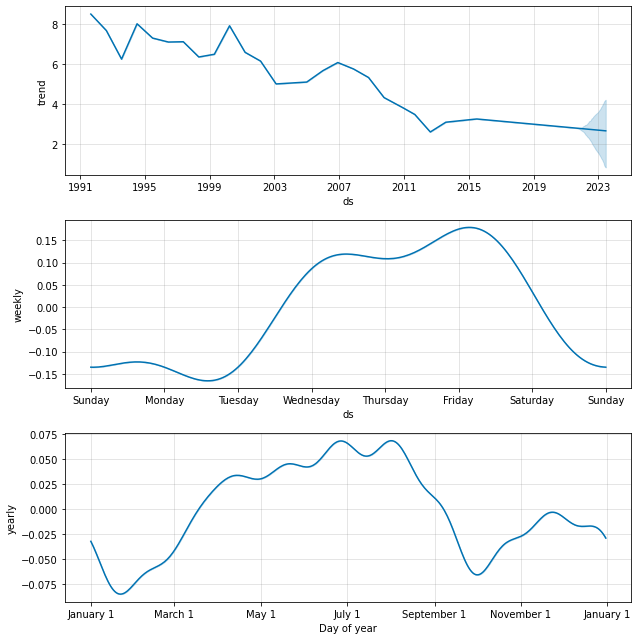 8
6
4
2
trend
1991 1995 1999 2003 2007 2011 2015 2019 2023
ds
0.15
0.10
0.05
0.00
−0.05
−0.10
−0.15
weekly
Sunday Monday Tuesday Wednesday Thursday Friday Saturday Sunday
ds
0.075
0.050
0.025
0.000
−0.025
−0.050
−0.075
yearly
January 1 March 1 May 1 July 1 September 1 November 1 January 1
Day of year